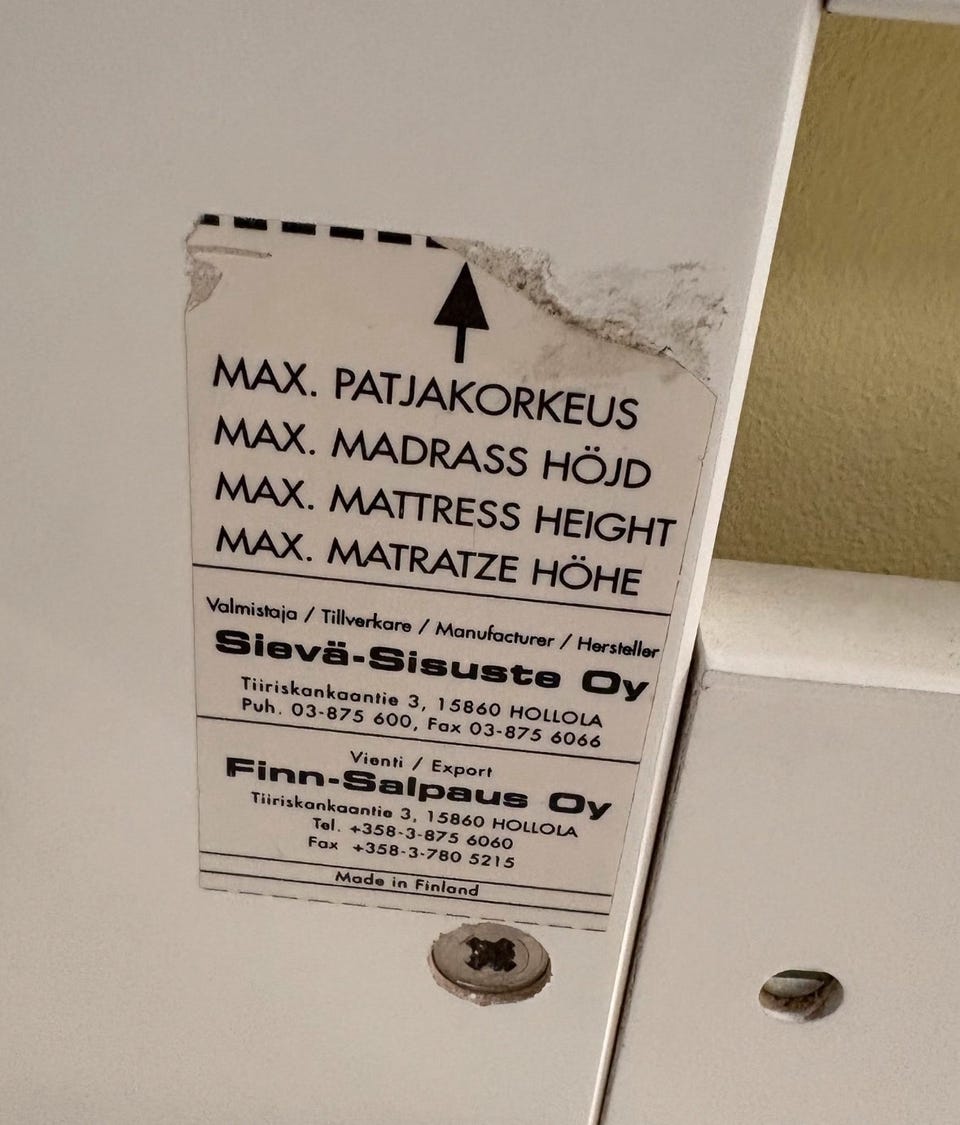 MAX. PATJAKORKEUS
MAX. MADRASS HÖJD
MAX. MATTRESS HEIGHT
MAX. MATRATZE HÖHE
Valmistaja / Tillverkare / Manufacturer / Hersteller
Sievä-Sisuste Oy
Tiiriskankaantie 3, 15860 HOLLOLA
Puh. 03-875 600, Fax 03-875 6066
Vienti / Export
Finn-Salpaus Oy
Tiiriskankaantie 3, 15860 HOLLOLA
Tel. +358-3-875 6060
Fax +358-3-780 5215
Made in Finland